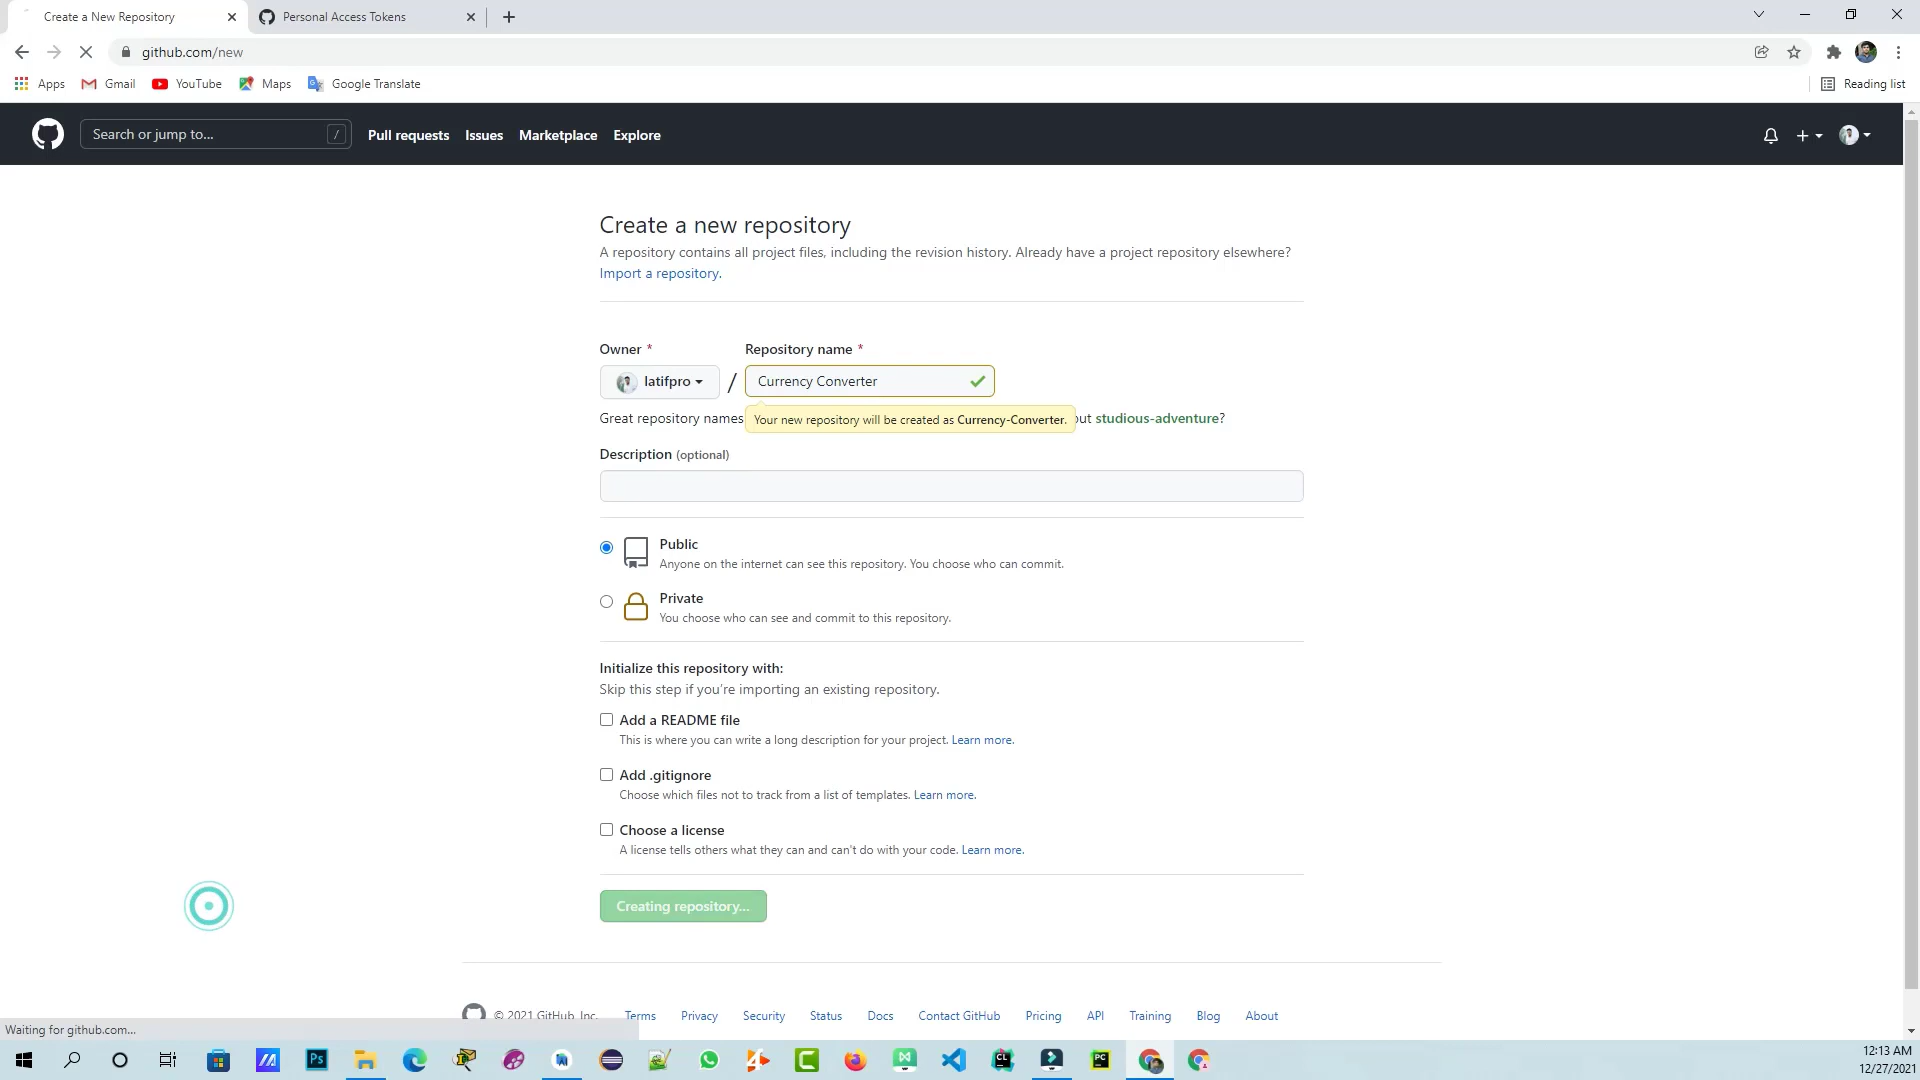 Create a New Repository
Personal Access Tokens
github.com/new
Apps
Gmail
YouTube
Maps
Google Translate
Reading list
Search or jump to...
/
Pull requests
Issues
Marketplace
Explore
Create a new repository
A repository contains all project files, including the revision history. Already have a project repository elsewhere?
Import a repository.
Owner *
Repository name *
latifpro
/
Currency Converter
Great repository names
Your new repository will be created as Currency-Converter.
studious-adventure?
Description (optional)
Public
Anyone on the internet can see this repository. You choose who can commit.
Private
You choose who can see and commit to this repository.
Initialize this repository with:
Skip this step if you're importing an existing repository.
Add a README file
This is where you can write a long description for your project. Learn more.
Add .gitignore
Choose which files not to track from a list of templates. Learn more.
Choose a license
A license tells others what they can and can't do with your code. Learn more.
Creating repository...
© 2021 GitHub, Inc.
Terms
Privacy
Security
Status
Docs
Contact GitHub
Pricing
API
Training
Blog
About
Waiting for github.com...
Ps
CL
PC
12:13 AM
12/27/2021